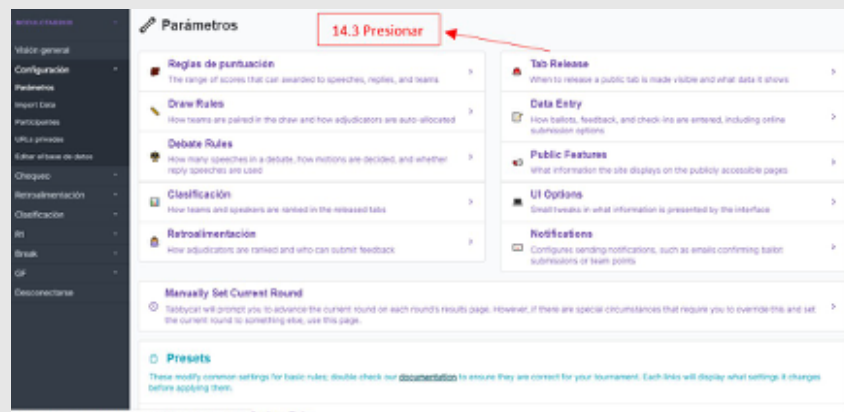 Parámetros
14.3 Presionar
Visión general
Configuración
Parámetros
Import Data
Participantes
URLs privadas
Editar el base de datos
Chequeo
Retroalimentación
Clasificación
R1
Break
GF
Desconectarse
Reglas de puntuación
The range of scores that can awarded to speeches, replies, and teams
Draw Rules
How teams are paired in the draw and how adjudicators are auto-allocated
Debate Rules
How many speeches in a debate, how motions are decided, and whether
reply speeches are used
Clasificación
How teams and speakers are ranked in the released tabs
Retroalimentación
How adjudicators are ranked and who can submit feedback
Tab Release
When to release a public tab is made visible and what data it shows
Data Entry
How ballots, feedback, and check-ins are entered, including online
submission options
Public Features
What information the site displays on the publicly accessible pages
UI Options
Small tweaks in what information is presented by the interface
Notifications
Configures sending notifications, such as emails confirming ballot
submissions or team points
Manually Set Current Round
Tabbycat will prompt you to advance the current round on each round's results page. However, if there are special circumstances that require you to override this and set
the current round to something else, use this page.
Presets
These modify common settings for basic rules; double check our documentation to ensure they are correct for your tournament. Each links will display what settings it changes
before applying them.